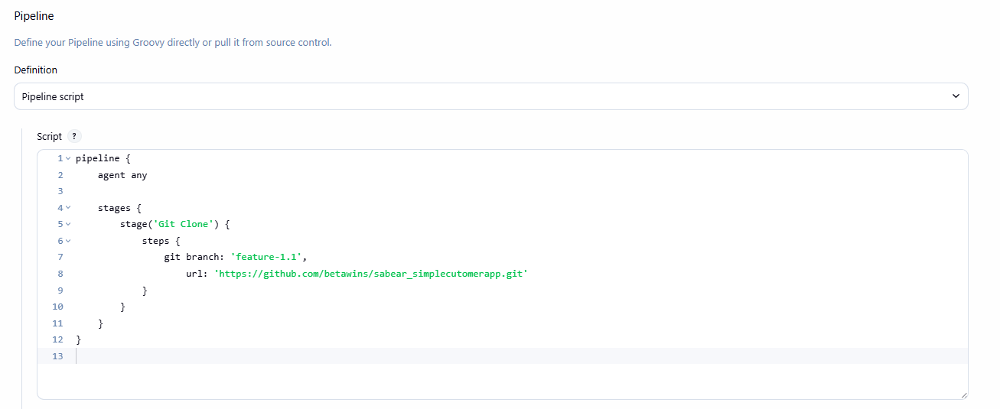 Pipeline
Define your Pipeline using Groovy directly or pull it from source control.
Definition
Pipeline script
Script ?
1 pipeline {
2     agent any
3
4     stages {
5         stage('Git Clone') {
6             steps {
7                 git branch: 'feature-1.1',
8                     url: 'https://github.com/betawins/sabear_simplecutomerapp.git'
9             }
10         }
11     }
12 }
13